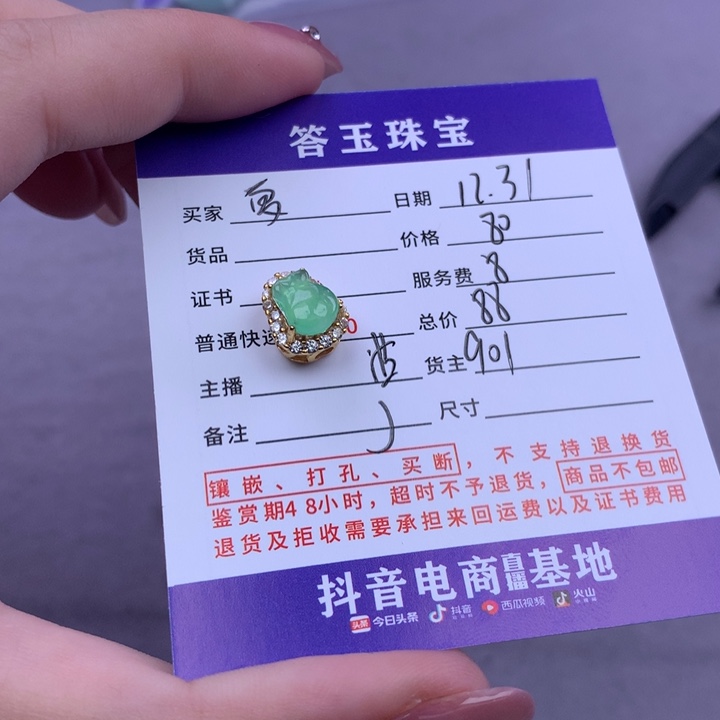 答玉珠宝
买家 日期 12.31
货品 价格 80
证书 服务费 8
普通快运 0 总价 88
主播 货主 901
备注 尺寸
镶嵌、打孔、买断，不支持退换货
鉴赏期48小时，超时不予退货，商品不包邮
退货及拒收需要承担来回运费以及证书费用
抖音电商直播基地
头条 今日头条 抖音 西瓜视频 火山